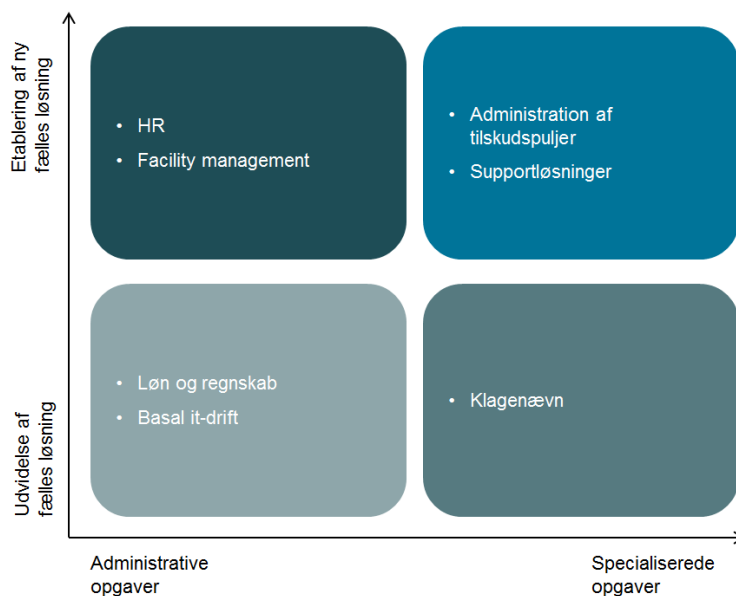 Etablering af ny
fælles løsning
• HR
• Facility management
• Administration af
tilskudspuljer
• Supportløsninger
Udvidelse af
fælles løsning
• Løn og regnskab
• Basal it-drift
• Klagenævn
Administrative
opgaver
Specialiserede
opgaver